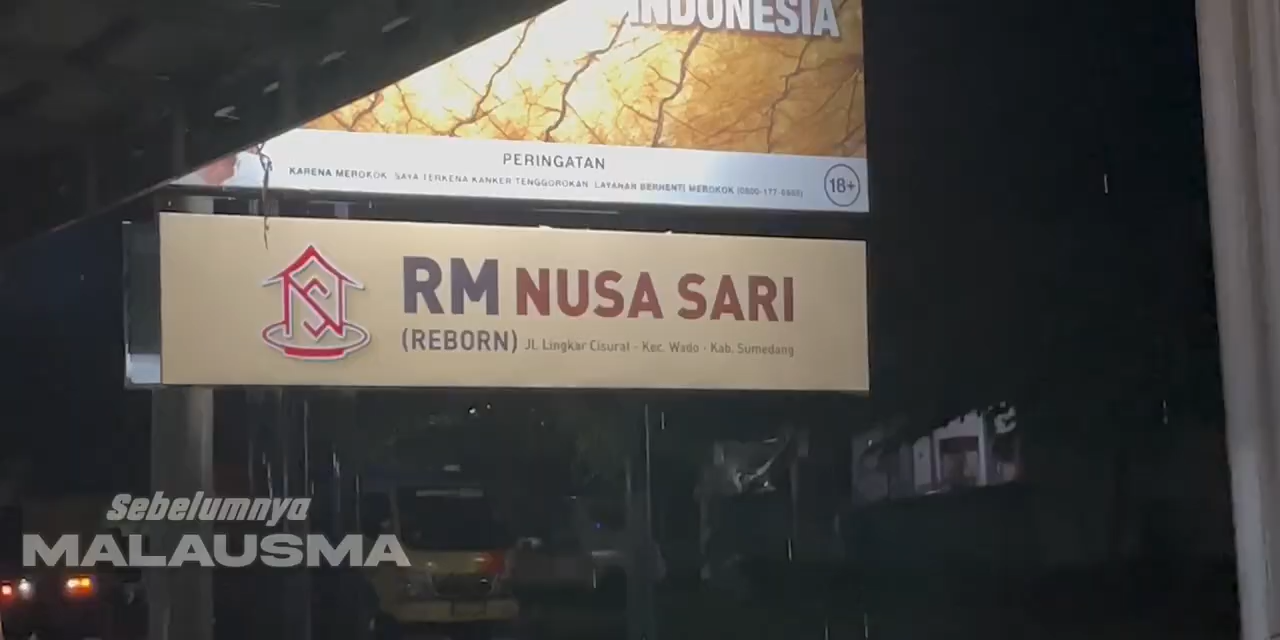 INDONESIA
PERINGATAN
KARENA MEROKOK, SAYA TERKENA KANKER TENGGOROKAN. LAYANAN BERHENTI MEROKOK (0800-177-6565)
18+
RM NUSA SARI
(REBORN) JL. Lingkar Cisurat - Kec. Wado - Kab. Sumedang
Sebelumnya
MALAUSMA